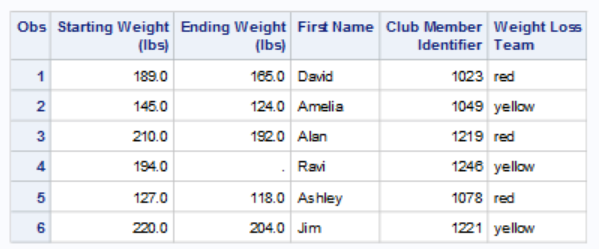 Obs Starting Weight (lbs) Ending Weight (lbs) First Name Club Member Identifier Weight Loss Team
1 189.0 165.0 David 1023 red
2 145.0 124.0 Amelia 1049 yellow
3 210.0 192.0 Alan 1219 red
4 194.0 . Ravi 1246 yellow
5 127.0 118.0 Ashley 1078 red
6 220.0 204.0 Jim 1221 yellow